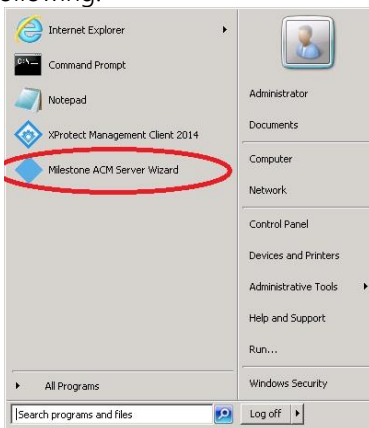 following:
Internet Explorer
Command Prompt
Notepad
XProtect Management Client 2014
Milestone ACM Server Wizard
All Programs
Search programs and files
Administrator
Documents
Computer
Network
Control Panel
Devices and Printers
Administrative Tools
Help and Support
Run...
Windows Security
Log off